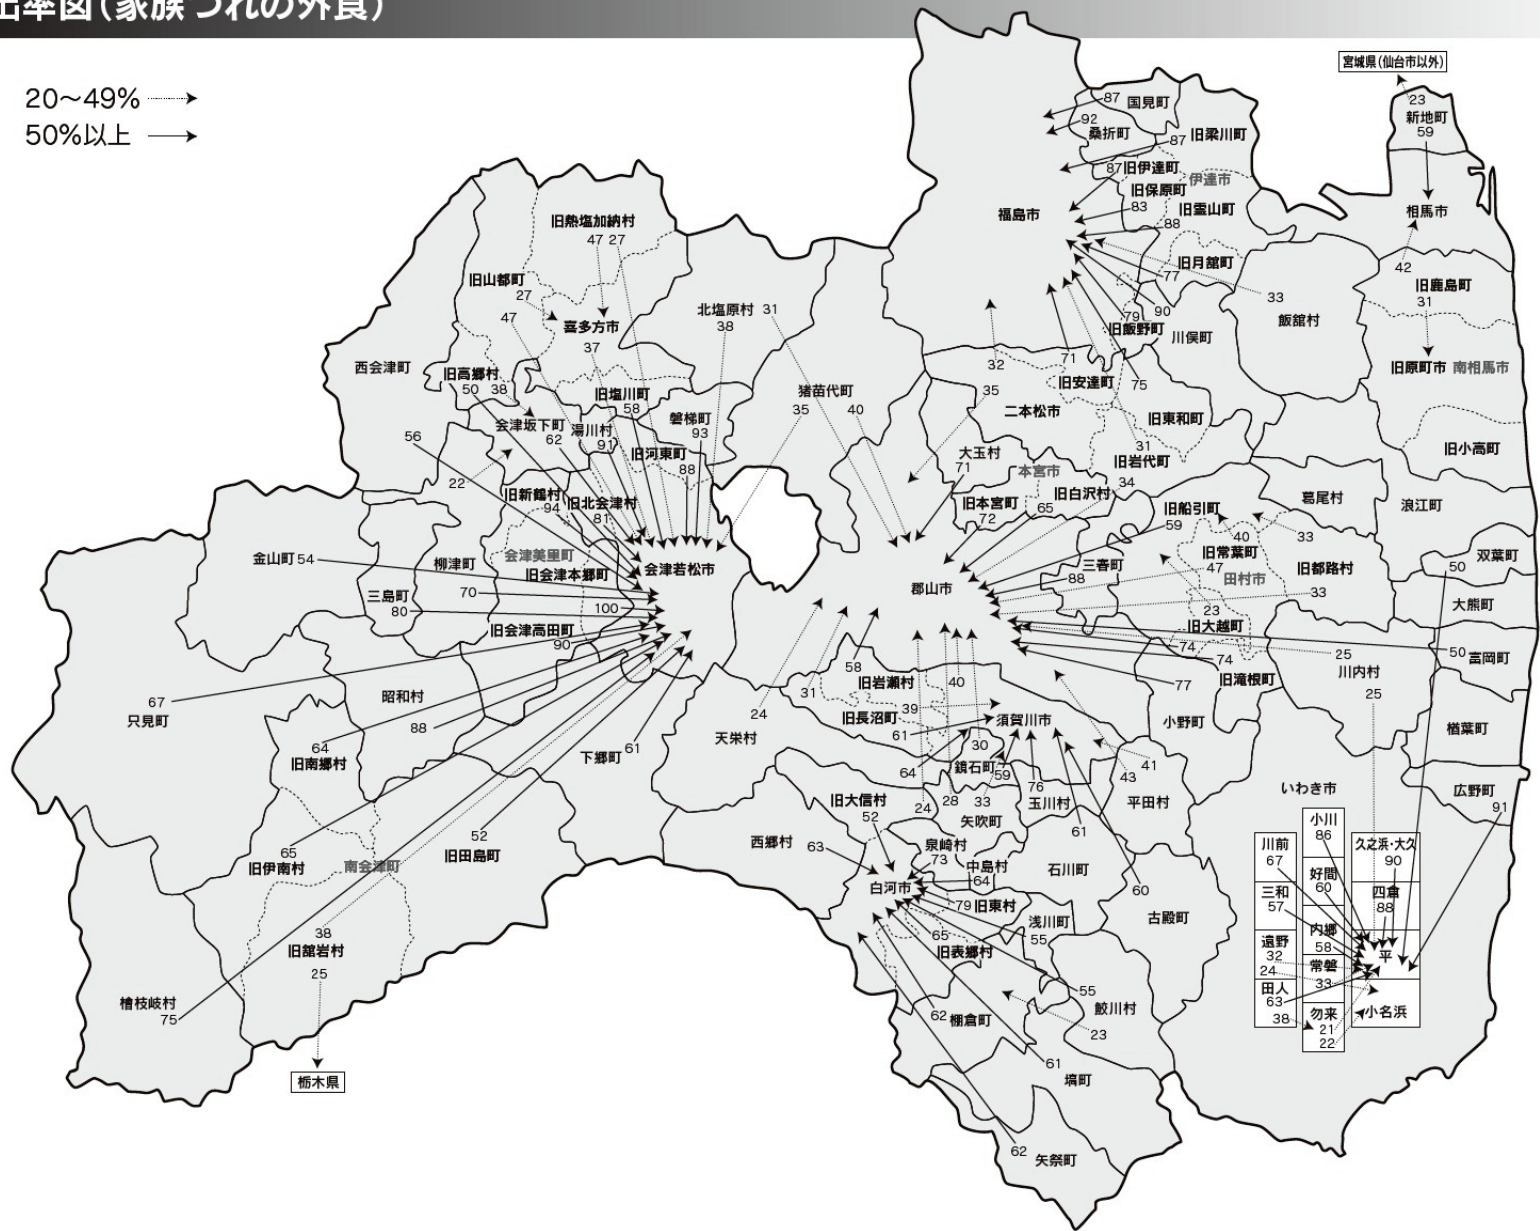 出率図(家族づれの外食)
20〜49%
50%以上
宮城県(仙台市以外)
23
新地町
59
相馬市
42
旧鹿島町
31
旧原町市 南相馬市
旧小高町
87 国見町
92
桑折町
87 旧梁川町
87 旧伊達町
伊達市
旧保原町
83
旧霊山町
88
福島市
旧月舘町
77
33
飯舘村
90
79
旧飯野町
川俣町
32
71
75
旧安達町
35
二本松市
旧東和町
31
旧岩代町
大玉村
71
本宮市
34
旧本宮町
72
旧白沢村
65
旧熱塩加納村
47 27
旧山都町
27
喜多方市
37
47
北塩原村
38
31
西会津町
旧高郷村
50 38
旧塩川町
58
猪苗代町
35 40
会津坂下町
62
湯川村
91
磐梯町
93
56
旧河東町
88
22
旧新鶴村
94
旧北会津村
81
会津美里町
旧会津本郷町
会津若松市
金山町 54
柳津町
70
三島町
80
100
旧会津高田町
90
郡山市
三春町
88
旧船引町
59
40
旧常葉町
47
田村市
33
旧都路村
33
葛尾村
浪江町
双葉町
50
大熊町
23
旧大越町
74
74
25
50
富岡町
旧滝根町
川内村
25
77
小野町
楢葉町
広野町
91
67
只見町
昭和村
88
64
旧南郷村
下郷町 61
天栄村
24
31
58
旧岩瀬村
40
39
旧長沼町
61
須賀川市
64
30
鏡石町
59
24
28
33
76
玉川村
61
43
41
平田村
矢吹町
52
旧田島町
65
旧伊南村
南会津町
38
旧舘岩村
25
檜枝岐村
75
栃木県
旧大信村
52
西郷村
63
泉崎村
73
中島村
64
白河市
79 旧東村
石川町
60
古殿町
浅川町
55
65
旧表郷村
55
62 棚倉町
鮫川村
23
61
塙町
62
矢祭町
いわき市
小川
86
川前
67
久之浜・大久
90
好間
60
三和
57
四倉
88
内郷
58
遠野
32
24
平
常磐
33
田人
63
38
勿来
21
22
小名浜